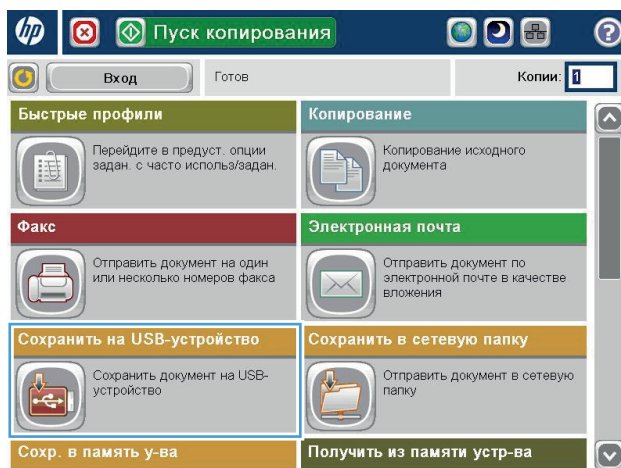 hp
Пуск копирования
?
Вход
Готов
Копии: 1
Быстрые профили
Перейдите в предуст. опции
задан. с часто использ/задан.
Копирование
Копирование исходного
документа
Факс
Отправить документ на один
или несколько номеров факса
Электронная почта
Отправить документ по
электронной почте в качестве
вложения
Сохранить на USB-устройство
Сохранить документ на USB-
устройство
Сохранить в сетевую папку
Отправить документ в сетевую
папку
Сохр. в память у-ва
Получить из памяти устр-ва